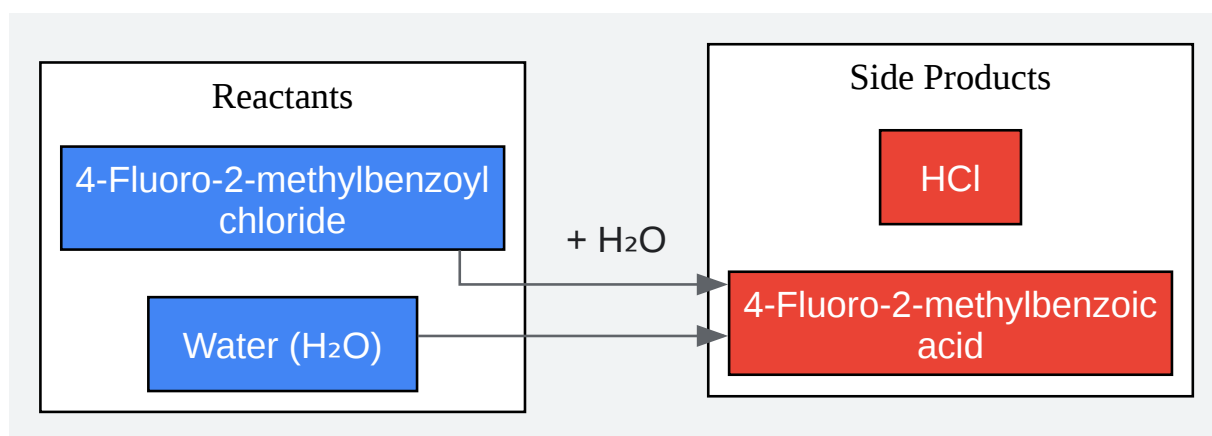 Reactants
4-Fluoro-2-methylbenzoyl
chloride
Water (H₂O)
+ H₂O
Side Products
HCl
4-Fluoro-2-methylbenzoic
acid